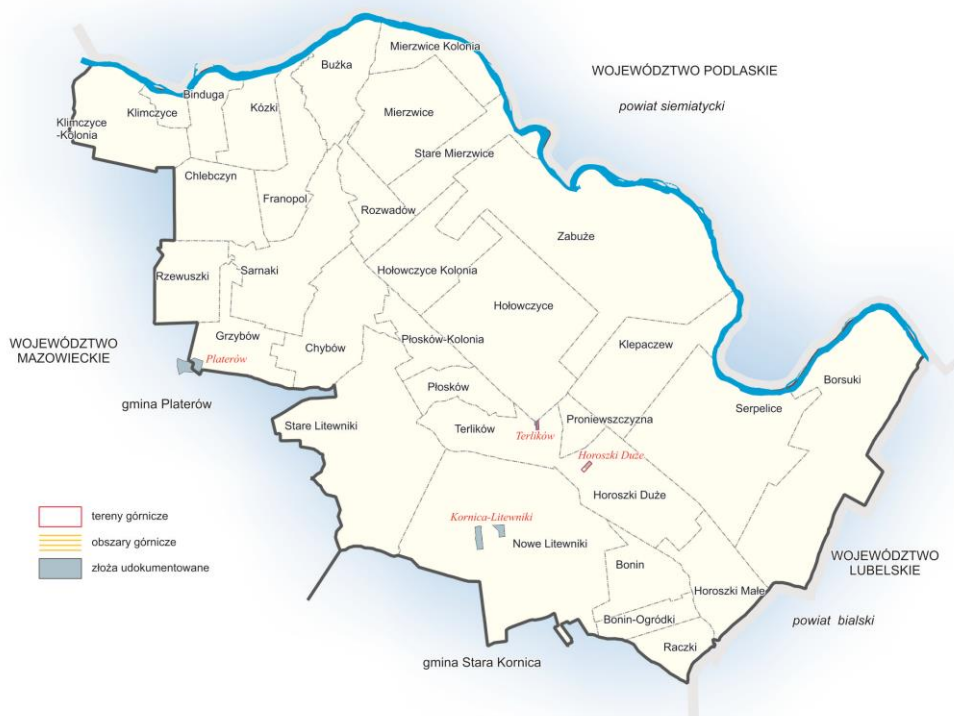 Mierzwice Kolonia
WOJEWÓDZTWO PODLASKIE
powiat siemiatycki
Bużka
Binduga
Kózki
Klimczyce
Mierzwice
Klimczyce
-Kolonia
Stare Mierzwice
Chlebczyn
Franopol
Rozwadów
Zabuże
Rzewuszki
Sarnaki
Hołowczyce Kolonia
Hołowczyce
WOJEWÓDZTWO
MAZOWIECKIE
Grzybów
Chybów
Płosków-Kolonia
Klepaczew
Platerów
gmina Platerów
Płosków
Borsuki
Serpelice
Stare Litewniki
Terlików
Terlików
Proniewszczyzna
Horoszki Duże
Horoszki Duże
tereny górnicze
obszary górnicze
złoża udokumentowane
Kornica-Litewniki
Nowe Litewniki
Bonin
WOJEWÓDZTWO
LUBELSKIE
Horoszki Małe
powiat bialski
Bonin-Ogródki
Raczki
gmina Stara Kornica